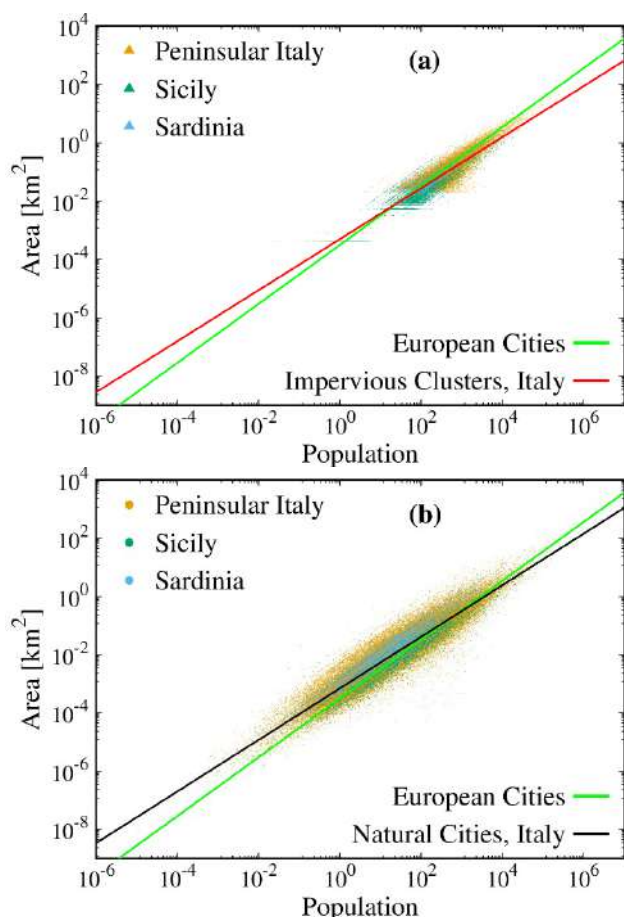 10^4
10^2
10^0
10^-2
10^-4
10^-6
10^-8
Area [km^2]
Peninsular Italy
Sicily
Sardinia
(a)
European Cities
Impervious Clusters, Italy
10^-6 10^-4 10^-2 10^0 10^2 10^4 10^6
Population
10^4
10^2
10^0
10^-2
10^-4
10^-6
10^-8
Area [km^2]
Peninsular Italy
Sicily
Sardinia
(b)
European Cities
Natural Cities, Italy
10^-6 10^-4 10^-2 10^0 10^2 10^4 10^6
Population